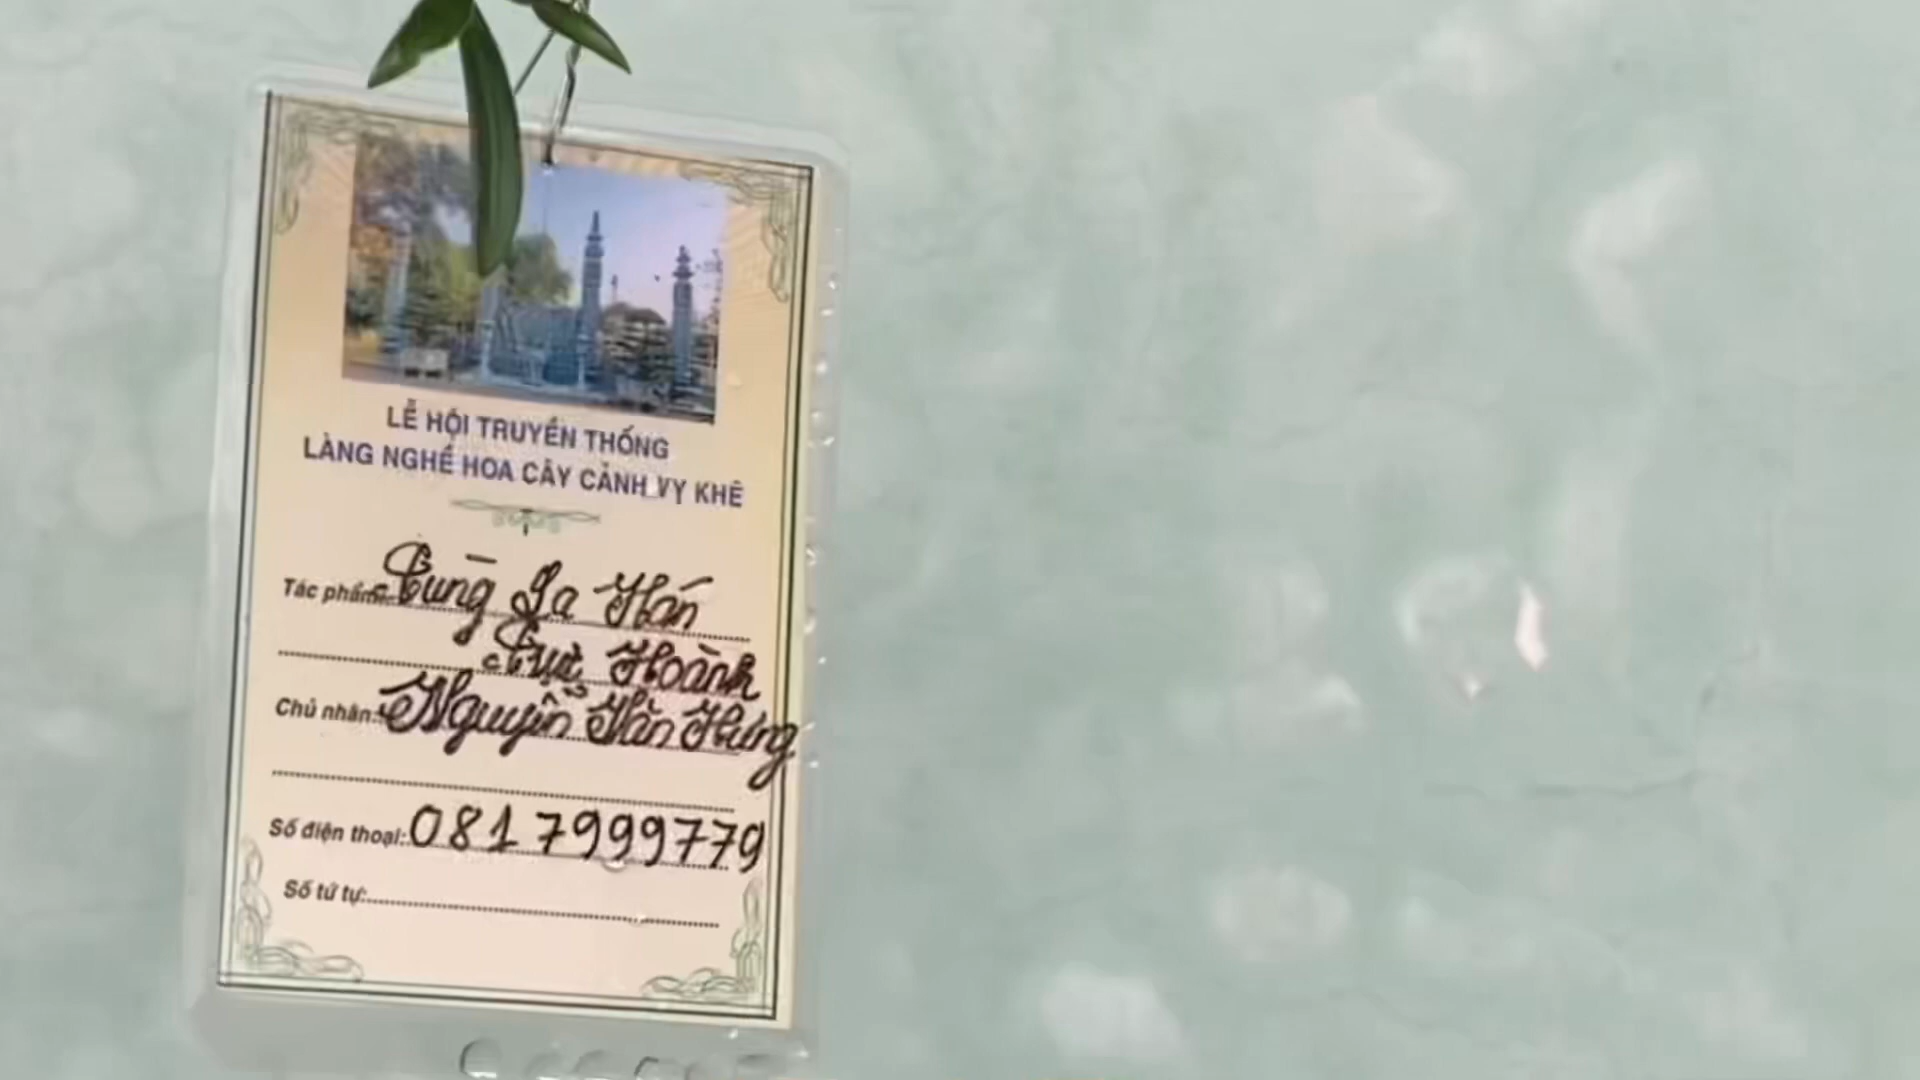 LỄ HỘI TRUYỀN THỐNG
LÀNG NGHỀ HOA CÂY CẢNH VỴ KHÊ
Tác phẩm: Tùng La Hán
Trực Hoành
Chủ nhân: Nguyễn Văn Hưng
Số điện thoại: 0817999779
Số tứ tự: